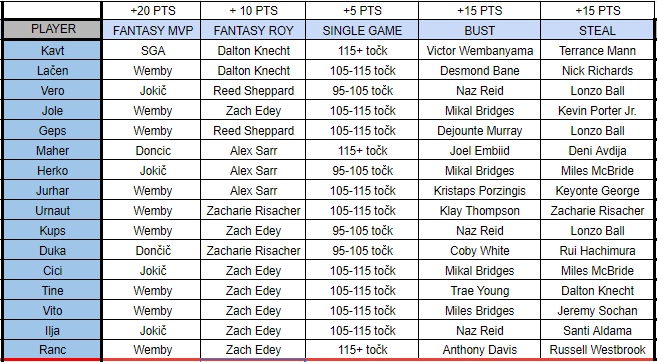 +20 PTS + 10 PTS +5 PTS +15 PTS +15 PTS
PLAYER FANTASY MVP FANTASY ROY SINGLE GAME BUST STEAL
Kavt SGA Dalton Knecht 115+ točk Victor Wembanyama Terrance Mann
Lačen Wemby Dalton Knecht 105-115 točk Desmond Bane Nick Richards
Vero Jokič Reed Sheppard 95-105 točk Naz Reid Lonzo Ball
Jole Wemby Zach Edey 105-115 točk Mikal Bridges Kevin Porter Jr.
Geps Wemby Reed Sheppard 105-115 točk Dejounte Murray Lonzo Ball
Maher Doncic Alex Sarr 115+ točk Joel Embiid Deni Avdija
Herko Jokič Alex Sarr 95-105 točk Mikal Bridges Miles McBride
Jurhar Wemby Alex Sarr 105-115 točk Kristaps Porzingis Keyonte George
Urnaut Wemby Zacharie Risacher 105-115 točk Klay Thompson Zacharie Risacher
Kups Wemby Zach Edey 95-105 točk Naz Reid Lonzo Ball
Duka Dončič Zacharie Risacher 95-105 točk Coby White Rui Hachimura
Cici Jokič Zach Edey 105-115 točk Mikal Bridges Miles McBride
Tine Wemby Zach Edey 105-115 točk Trae Young Dalton Knecht
Vito Wemby Zach Edey 105-115 točk Miles Bridges Jeremy Sochan
Ilja Jokič Zach Edey 105-115 točk Naz Reid Santi Aldama
Ranc Wemby Zach Edey 115+ točk Anthony Davis Russell Westbrook